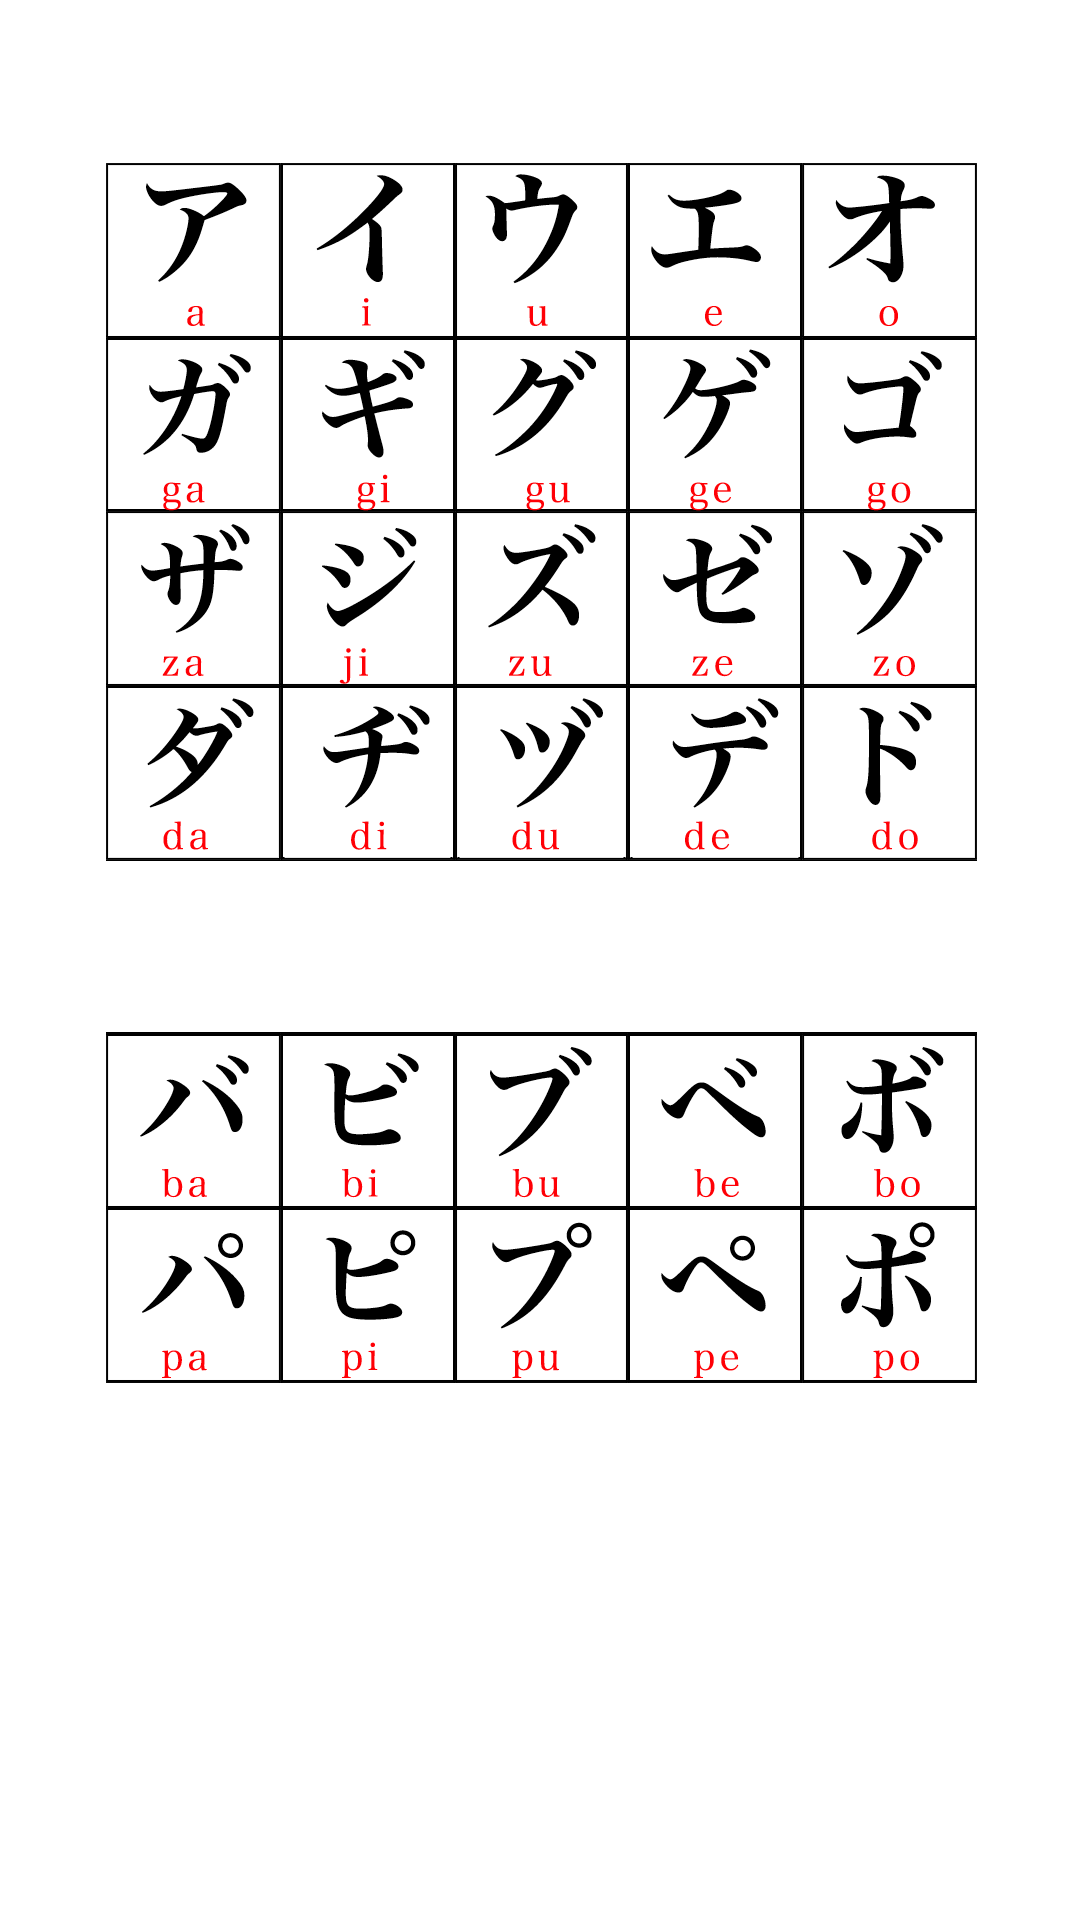 ア イ ウ エ オ
a i u e o
ガ ギ グ ゲ ゴ
ga gi gu ge go
ザ ジ ズ ゼ ゾ
za ji zu ze zo
ダ ヂ ヅ デ ド
da di du de do
バ ビ ブ ベ ボ
ba bi bu be bo
パ ピ プ ペ ポ
pa pi pu pe po